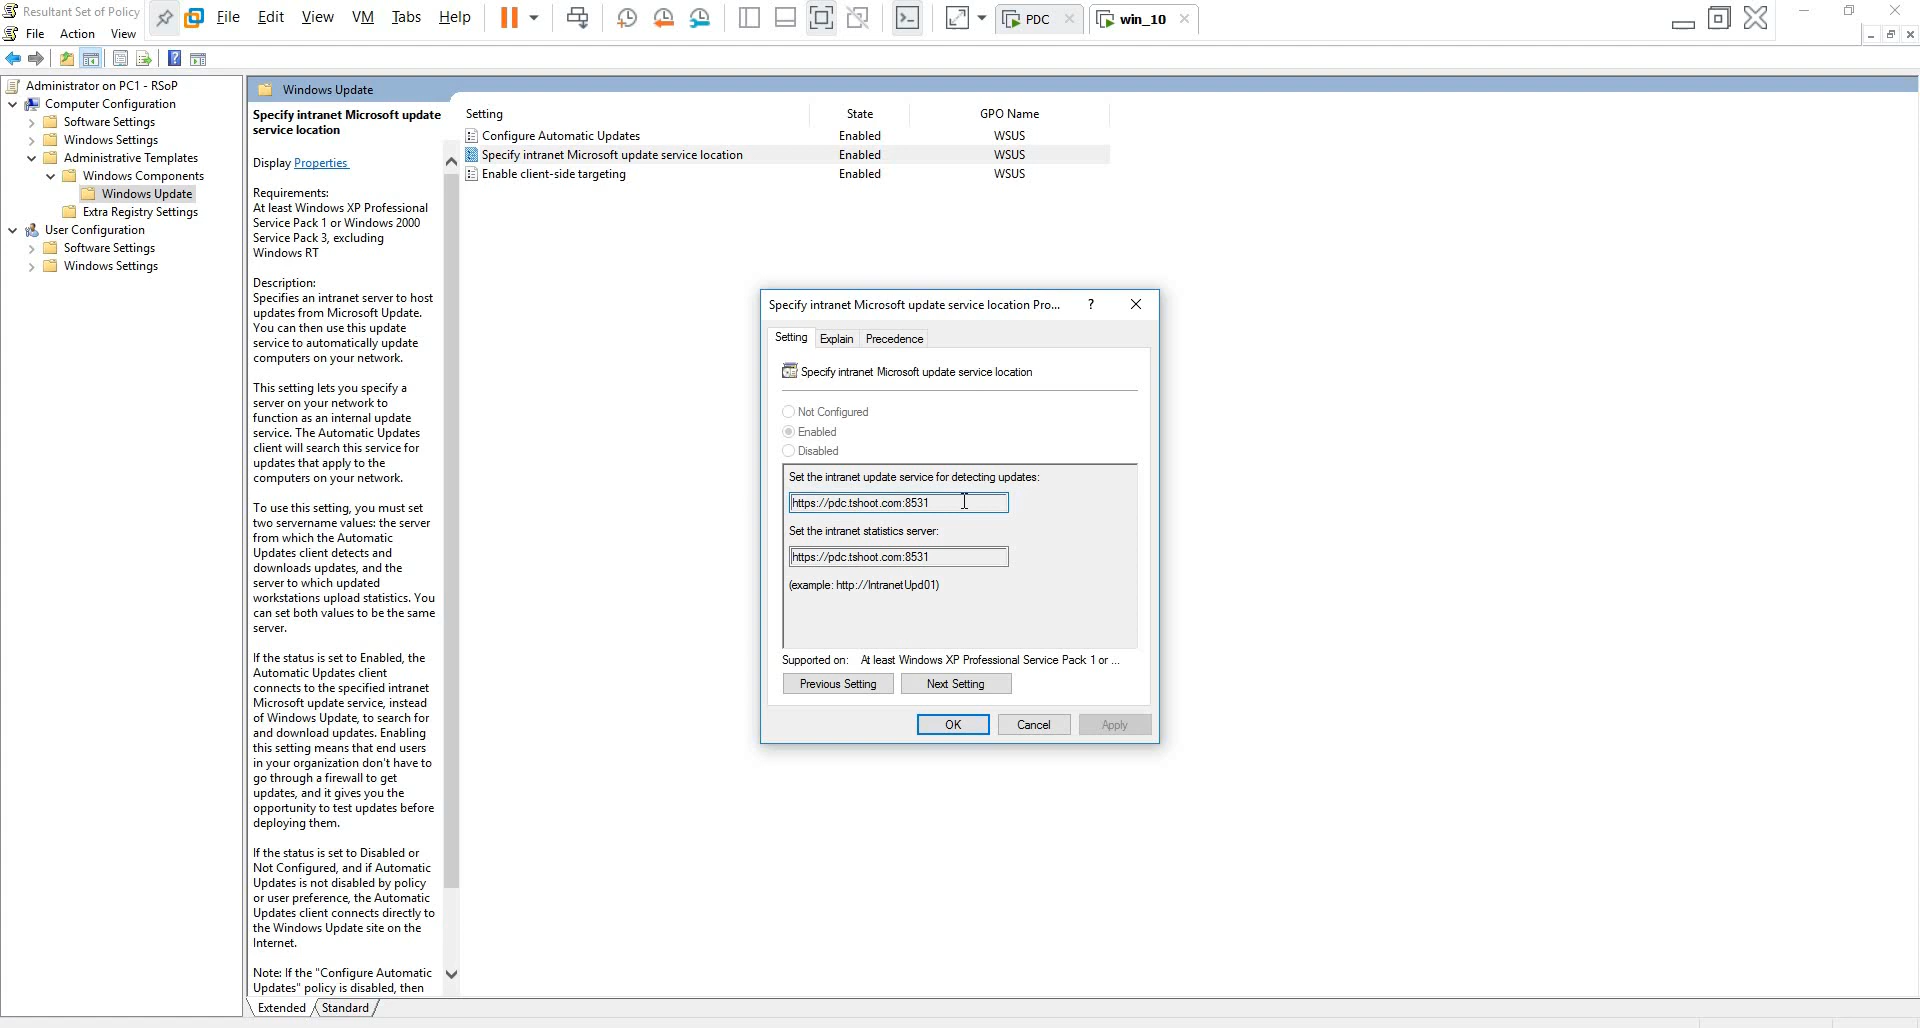 Resultant Set of Policy
File Edit View VM Tabs Help
PDC
win_10
File Action View
Administrator on PC1 - RSoP
Computer Configuration
Software Settings
Windows Settings
Administrative Templates
Windows Components
Windows Update
Extra Registry Settings
User Configuration
Software Settings
Windows Settings
Windows Update
Specify intranet Microsoft update
service location
Display Properties
Requirements:
At least Windows XP Professional
Service Pack 1 or Windows 2000
Service Pack 3, excluding
Windows RT
Description:
Specifies an intranet server to host
updates from Microsoft Update.
You can then use this update
service to automatically update
computers on your network.
This setting lets you specify a
server on your network to
function as an internal update
service. The Automatic Updates
client will search this service for
updates that apply to the
computers on your network.
To use this setting, you must set
two servername values: the server
from which the Automatic
Updates client detects and
downloads updates, and the
server to which updated
workstations upload statistics. You
can set both values to be the same
server.
If the status is set to Enabled, the
Automatic Updates client
connects to the specified intranet
Microsoft update service, instead
of Windows Update, to search for
and download updates. Enabling
this setting means that end users
in your organization don't have to
go through a firewall to get
updates, and it gives you the
opportunity to test updates before
deploying them.
If the status is set to Disabled or
Not Configured, and if Automatic
Updates is not disabled by policy
or user preference, the Automatic
Updates client connects directly to
the Windows Update site on the
Internet.
Note: If the "Configure Automatic
Updates" policy is disabled, then
Extended Standard
Setting State GPO Name
Configure Automatic Updates Enabled WSUS
Specify intranet Microsoft update service location Enabled WSUS
Enable client-side targeting Enabled WSUS
Specify intranet Microsoft update service location Pro... ?
Setting Explain Precedence
Specify intranet Microsoft update service location
Not Configured
Enabled
Disabled
Set the intranet update service for detecting updates:
https://pdc.tshoot.com:8531
Set the intranet statistics server:
https://pdc.tshoot.com:8531
(example: http://IntranetUpd01)
Supported on: At least Windows XP Professional Service Pack 1 or ...
Previous Setting Next Setting
OK Cancel Apply